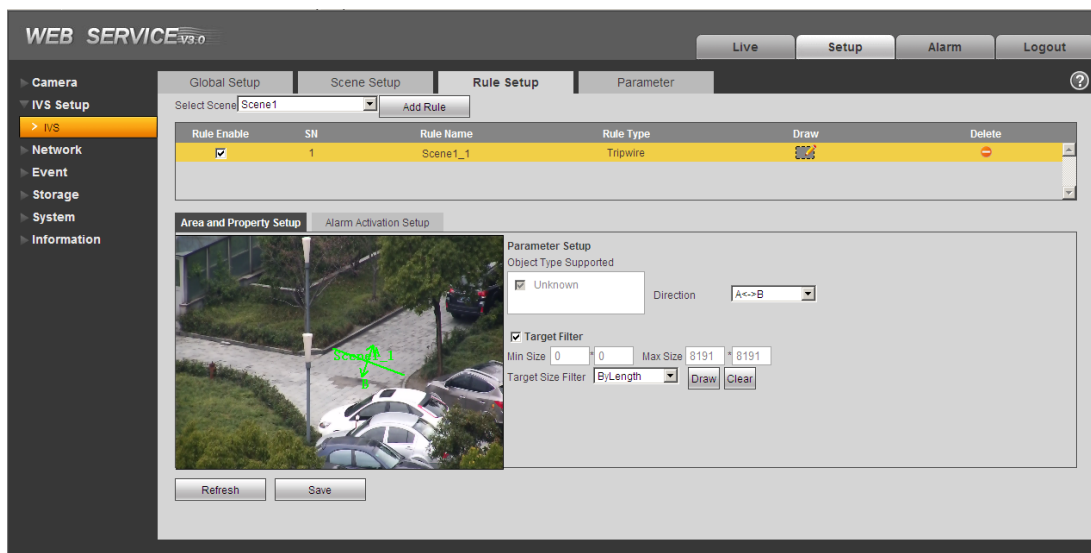 WEB SERVICE V3.0
Live Setup Alarm Logout
Camera
IVS Setup
> IVS
Network
Event
Storage
System
Information
Global Setup Scene Setup Rule Setup Parameter
?
Select Scene Scene1 Add Rule
Rule Enable SN Rule Name Rule Type Draw Delete
1 Scene1_1 Tripwire
Area and Property Setup Alarm Activation Setup
Parameter Setup
Object Type Supported
Unknown
Direction A<->B
Target Filter
Min Size 0 * 0 Max Size 8191 * 8191
Target Size Filter ByLength Draw Clear
B
Refresh Save